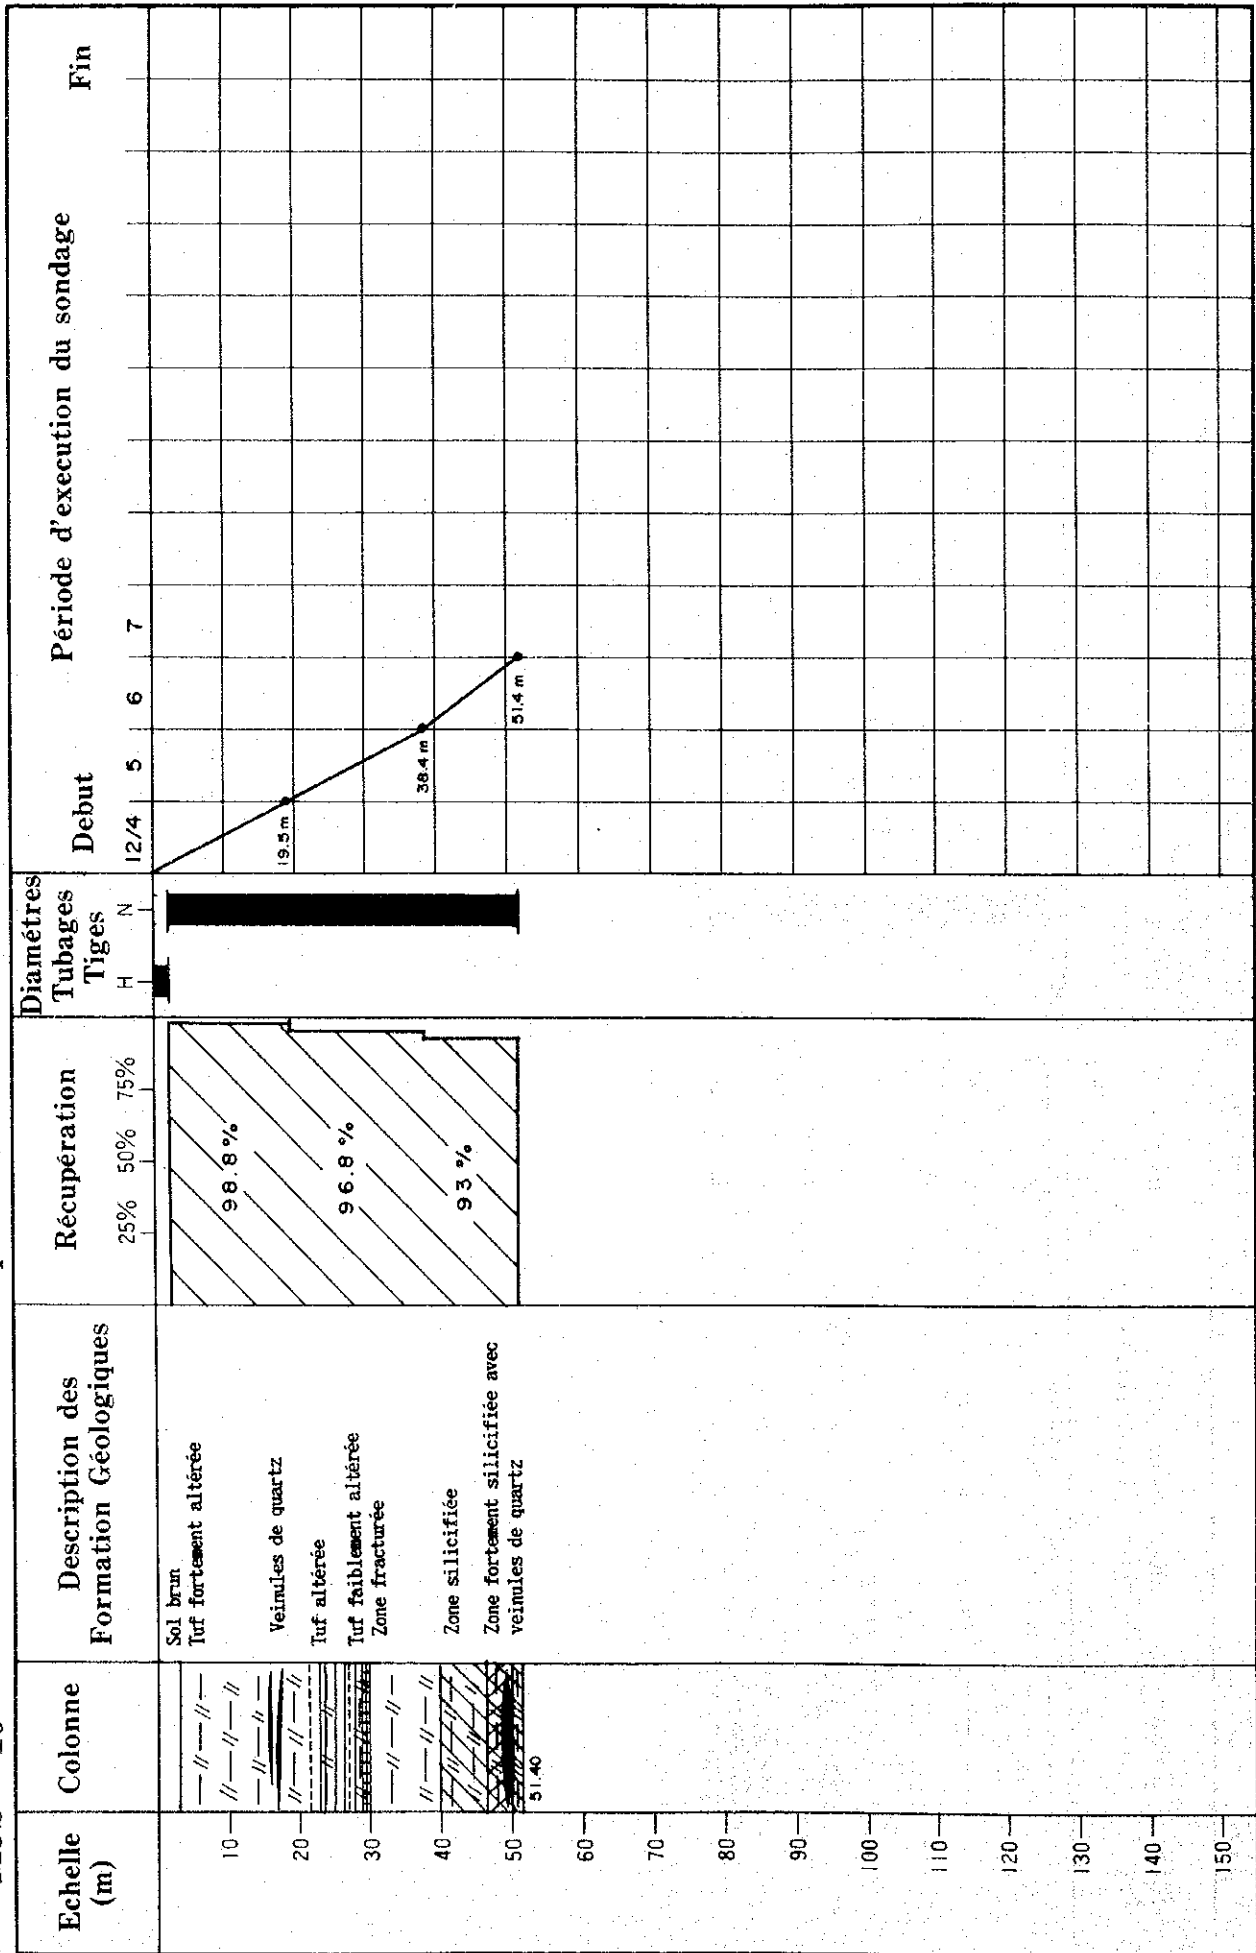 Echelle
(m)
Colonne
Description des
Formation Géologiques
Récupération
25% 50% 75%
Diamétres
Tubages
Tiges
H N
Debut
Période d'execution du sondage
Fin
12/4 5 6 7
Sol brun
Tuf fortement altérée
Veinules de quartz
Tuf altérée
Tuf faiblement altérée
Zone fracturée
Zone silicifiée
Zone fortement silicifiée avec
veinules de quartz
51.40
98.8%
96.8%
93%
19.5 m
38.4 m
51.4 m
10
20
30
40
50
60
70
80
90
100
110
120
130
140
150